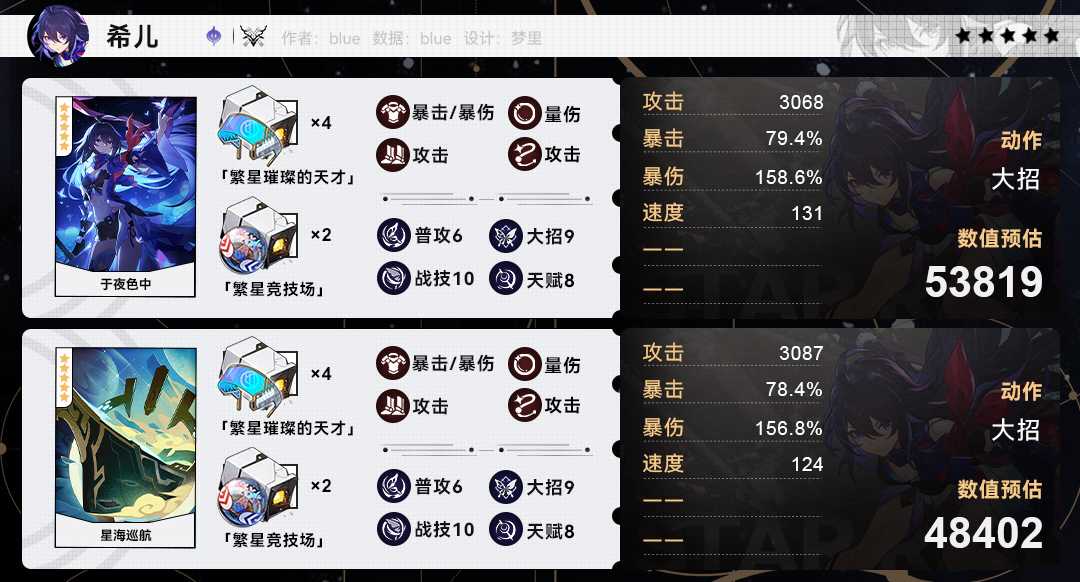 希儿 作者：blue 数据：blue 设计：梦里
×4
「繁星璀璨的天才」
×2
「繁星竞技场」
于夜色中
暴击/暴伤 量伤
攻击 攻击
普攻6 大招9
战技10 天赋8
攻击 3068
暴击 79.4%
暴伤 158.6%
速度 131
——
——
动作
大招
数值预估
53819
×4
「繁星璀璨的天才」
×2
「繁星竞技场」
星海巡航
暴击/暴伤 量伤
攻击 攻击
普攻6 大招9
战技10 天赋8
攻击 3087
暴击 78.4%
暴伤 156.8%
速度 124
——
——
动作
大招
数值预估
48402